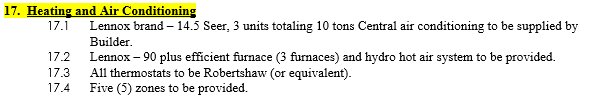 17. Heating and Air Conditioning
17.1 Lennox brand – 14.5 Seer, 3 units totaling 10 tons Central air conditioning to be supplied by
Builder.
17.2 Lennox – 90 plus efficient furnace (3 furnaces) and hydro hot air system to be provided.
17.3 All thermostats to be Robertshaw (or equivalent).
17.4 Five (5) zones to be provided.